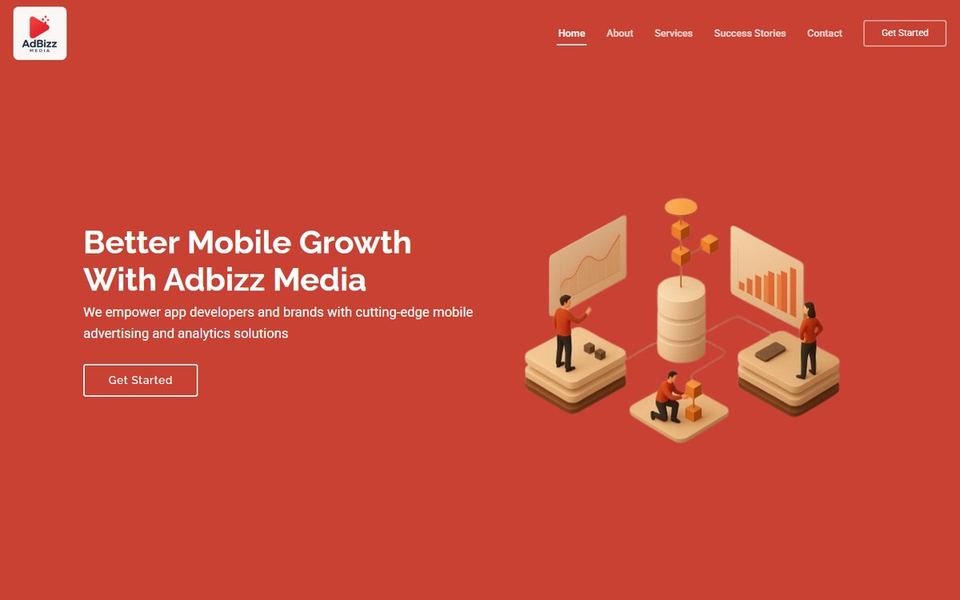 AdBizz
MEDIA
Home
About
Services
Success Stories
Contact
Get Started
Better Mobile Growth
With Adbizz Media
We empower app developers and brands with cutting-edge mobile
advertising and analytics solutions
Get Started